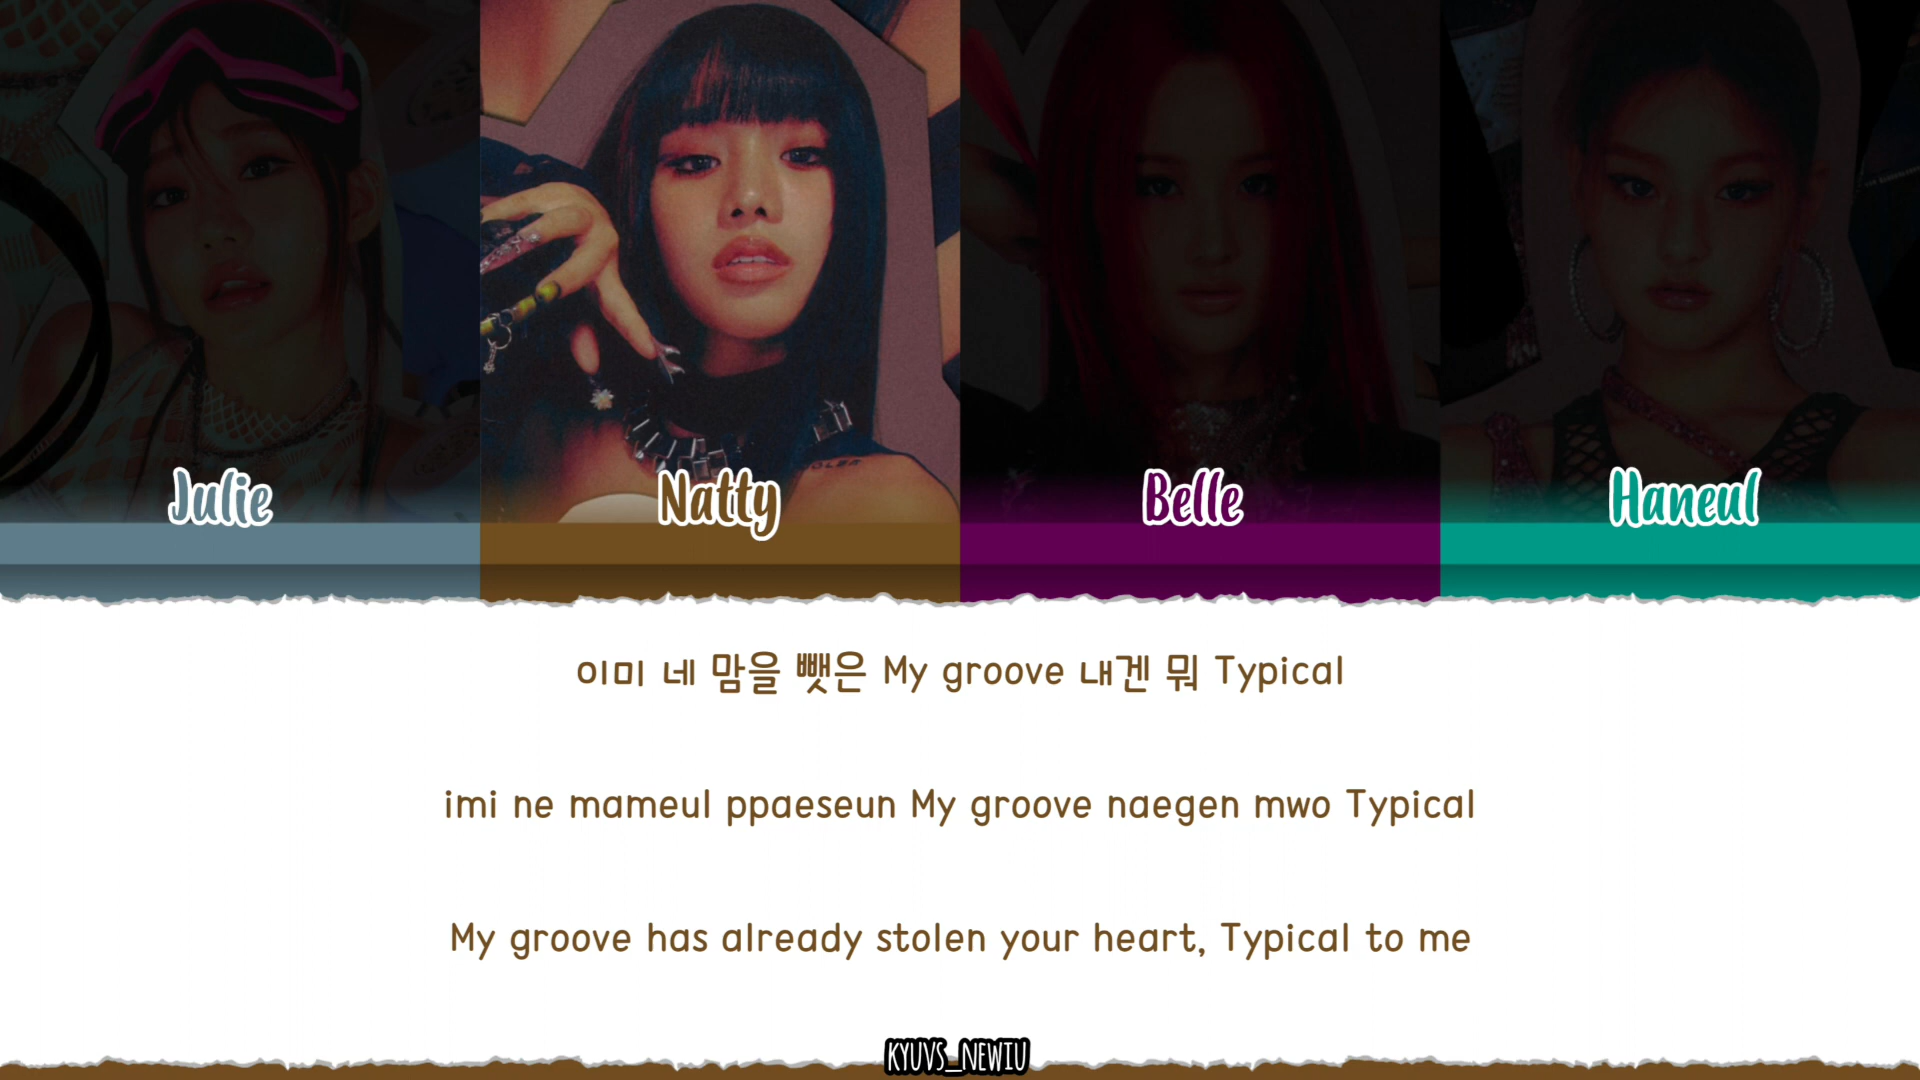 Julie
Natty
Belle
Haneul
이미 네 맘을 뺏은 My groove 내겐 뭐 Typical
imi ne mameul ppaeseun My groove naegen mwo Typical
My groove has already stolen your heart, Typical to me
KYUVS_NEWIU